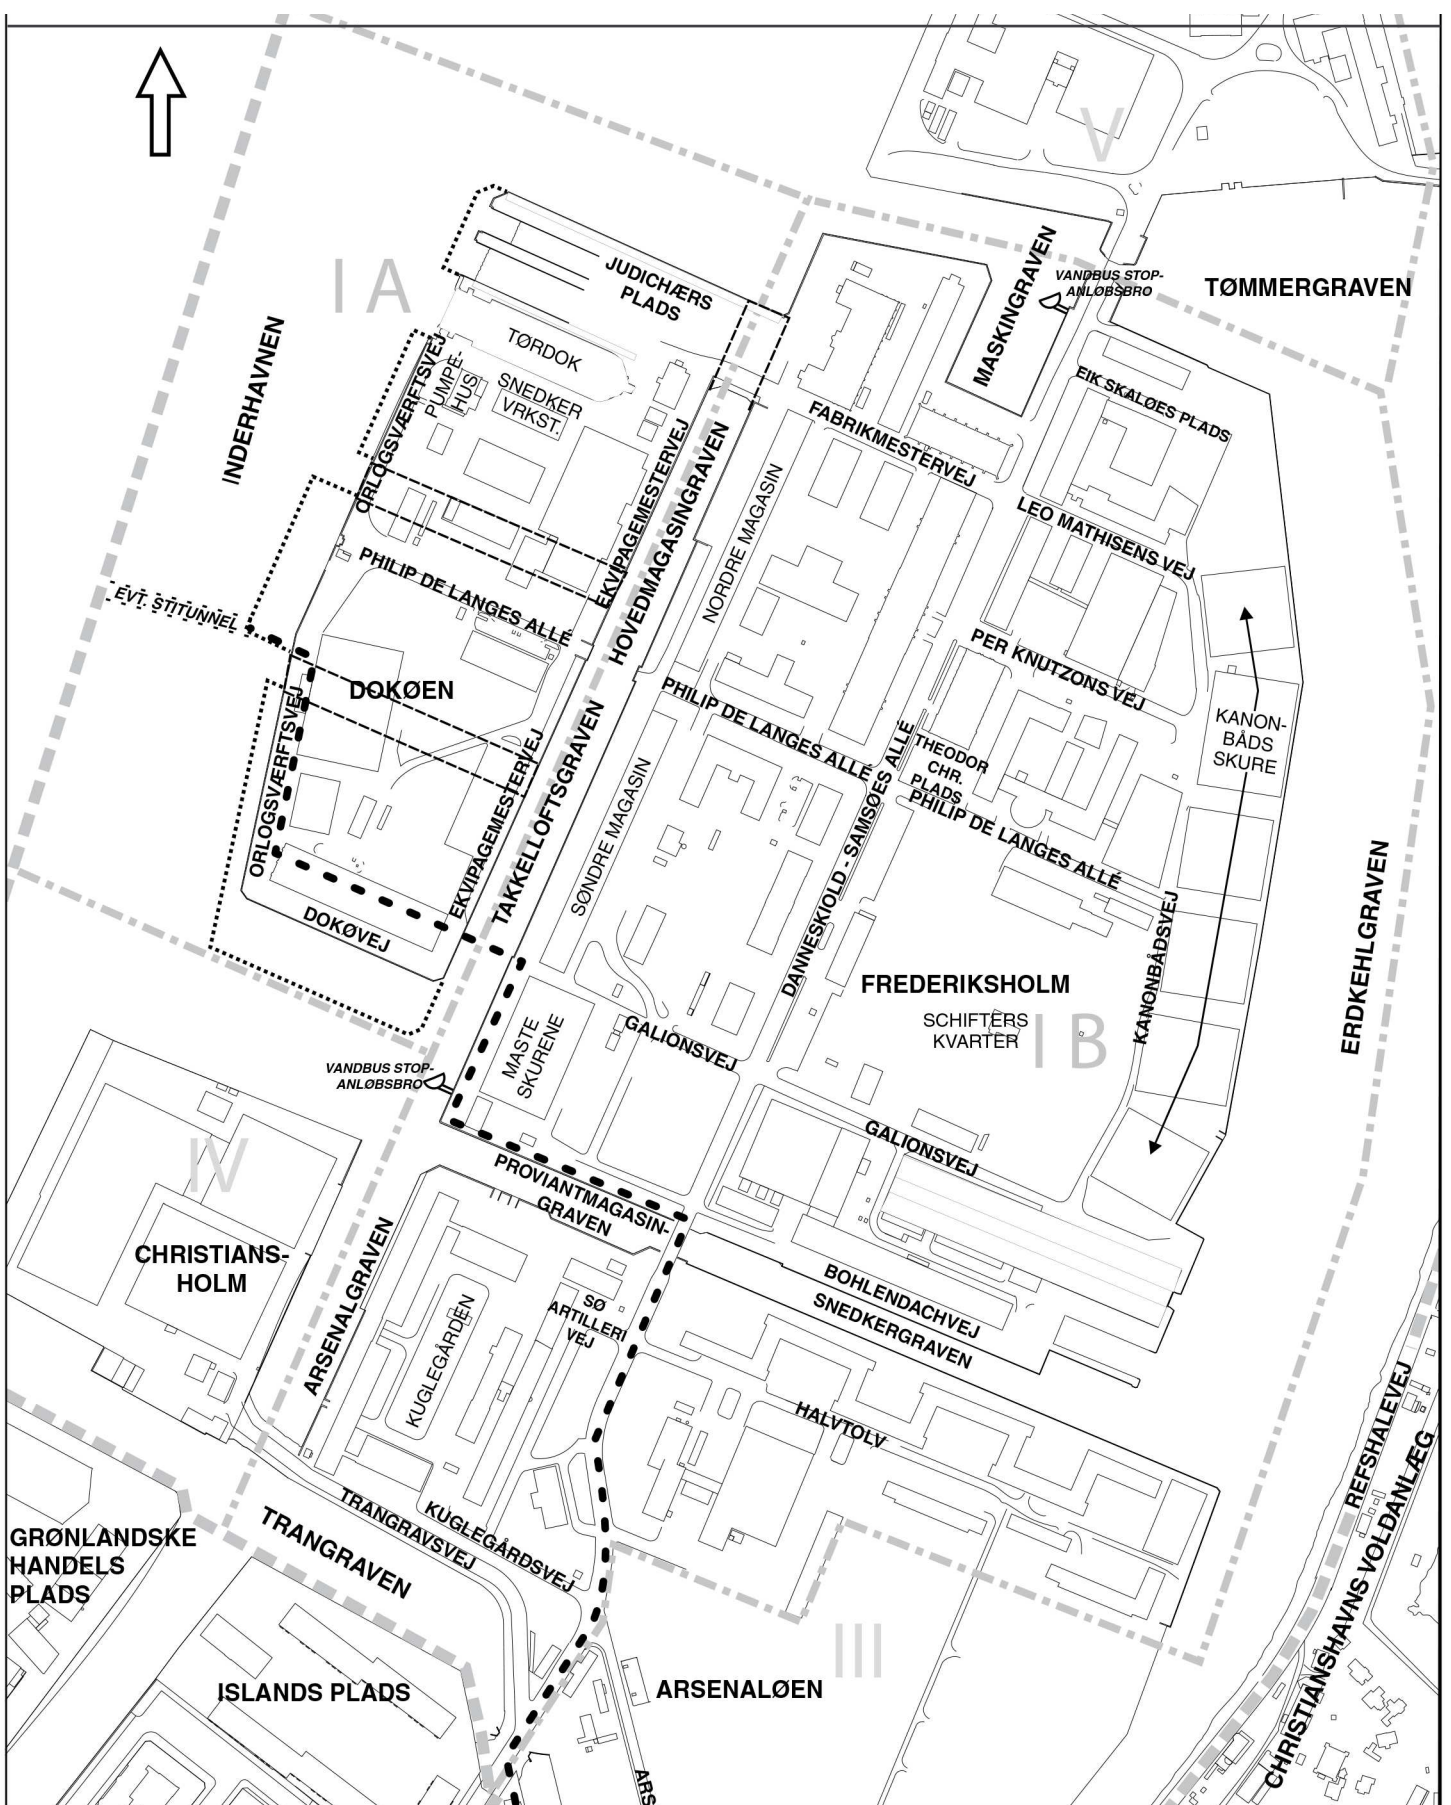 V
I A
JUDICHÆRS
PLADS
MASKINGRAVEN
VANDBUS STOP-
ANLØBSBRO
TØMMERGRAVEN
INDERHAVNEN
TØRDOK
ORLOGSVÆRFTSVEJ
PUMPE-
HUS
SNEDKER
VRKST.
EIK SKALØES PLADS
FABRIKMESTERVEJ
EKVIPAGEMESTERVEJ
HOVEDMAGASINGRAVEN
NORDRE MAGASIN
LEO MATHISENS VEJ
PHILIP DE LANGES ALLÉ
EVT. STITUNNEL
PER KNUTZONS VEJ
DOKØEN
PHILIP DE LANGES ALLÉ
KANON-
BÅDS
SKURE
ORLOGSVÆRFTSVEJ
EKVIPAGEMESTERVEJ
TAKKELLOFTSGRAVEN
SØNDRE MAGASIN
DANNESKIOLD - SAMSØES ALLÉ
THEODOR
CHR.
PLADS
PHILIP DE LANGES ALLÉ
DOKØVEJ
KANONBÅDSVEJ
ERDKEHLGRAVEN
FREDERIKSHOLM
SCHIFTERS
KVARTER
I B
MASTE
SKURENE
GALIONSVEJ
VANDBUS STOP-
ANLØBSBRO
GALIONSVEJ
IV
PROVIANTMAGASIN-
GRAVEN
CHRISTIANS-
HOLM
ARSENALGRAVEN
BOHLENDACHVEJ
SNEDKERGRAVEN
SØ
ARTILLERI
VEJ
KUGLEGÅRDEN
HALVTOLV
REFSHALEVEJ
CHRISTIANSHAVNS VOLDANLÆG
GRØNLANDSKE
HANDELS
PLADS
TRANGRAVEN
TRANGRAVSVEJ
KUGLEGÅRDSVEJ
III
ISLANDS PLADS
ARSENALØEN
ARS